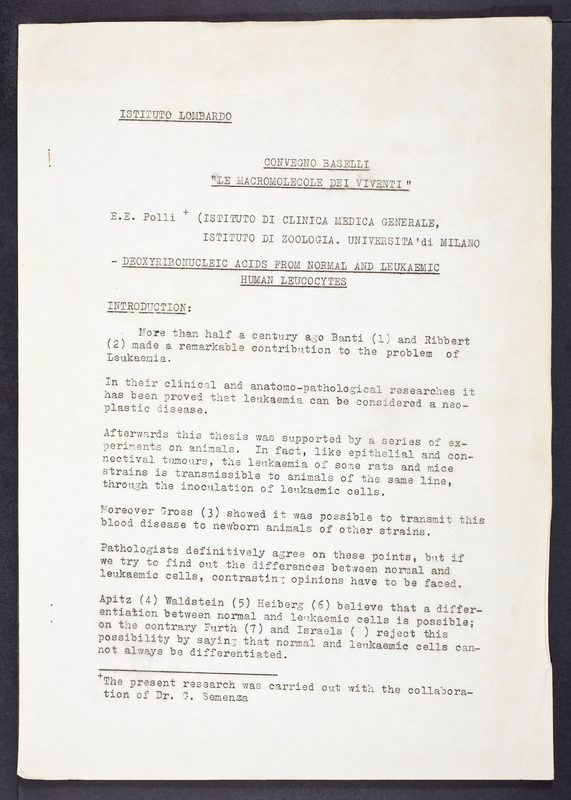 ISTITUTO LOMBARDO
CONVEGNO BASELLI
"LE MACROMOLECOLE DEI VIVENTI"
E.E. Polli + (ISTITUTO DI CLINICA MEDICA GENERALE,
ISTITUTO DI ZOOLOGIA. UNIVERSITA'di MILANO
- DEOXYRIBONUCLEIC ACIDS FROM NORMAL AND LEUKAEMIC
HUMAN LEUCOCYTES
INTRODUCTION:
More than half a century ago Banti (1) and Ribbert
(2) made a remarkable contribution to the problem of
Leukaemia.
In their clinical and anatomo-pathological researches it
has been proved that leukaemia can be considered a neo-
plastic disease.
Afterwards this thesis was supported by a series of ex-
periments on animals. In fact, like epithelial and con-
nectival tumours, the leukaemia of some rats and mice
strains is transmissible to animals of the same line,
through the inoculation of leukaemic cells.
Moreover Gross (3) showed it was possible to transmit this
blood disease to newborn animals of other strains.
Pathologists definitively agree on these points, but if
we try to find out the differences between normal and
leukaemic cells, contrasting opinions have to be faced.
Apitz (4) Waldstein (5) Heiberg (6) believe that a differ-
entiation between normal and leukaemic cells is possible;
on the contrary Furth (7) and Israels ( ) reject this
possibility by saying that normal and leukaemic cells can-
not always be differentiated.
+The present research was carried out with the collabora-
tion of Dr. G. Semenza